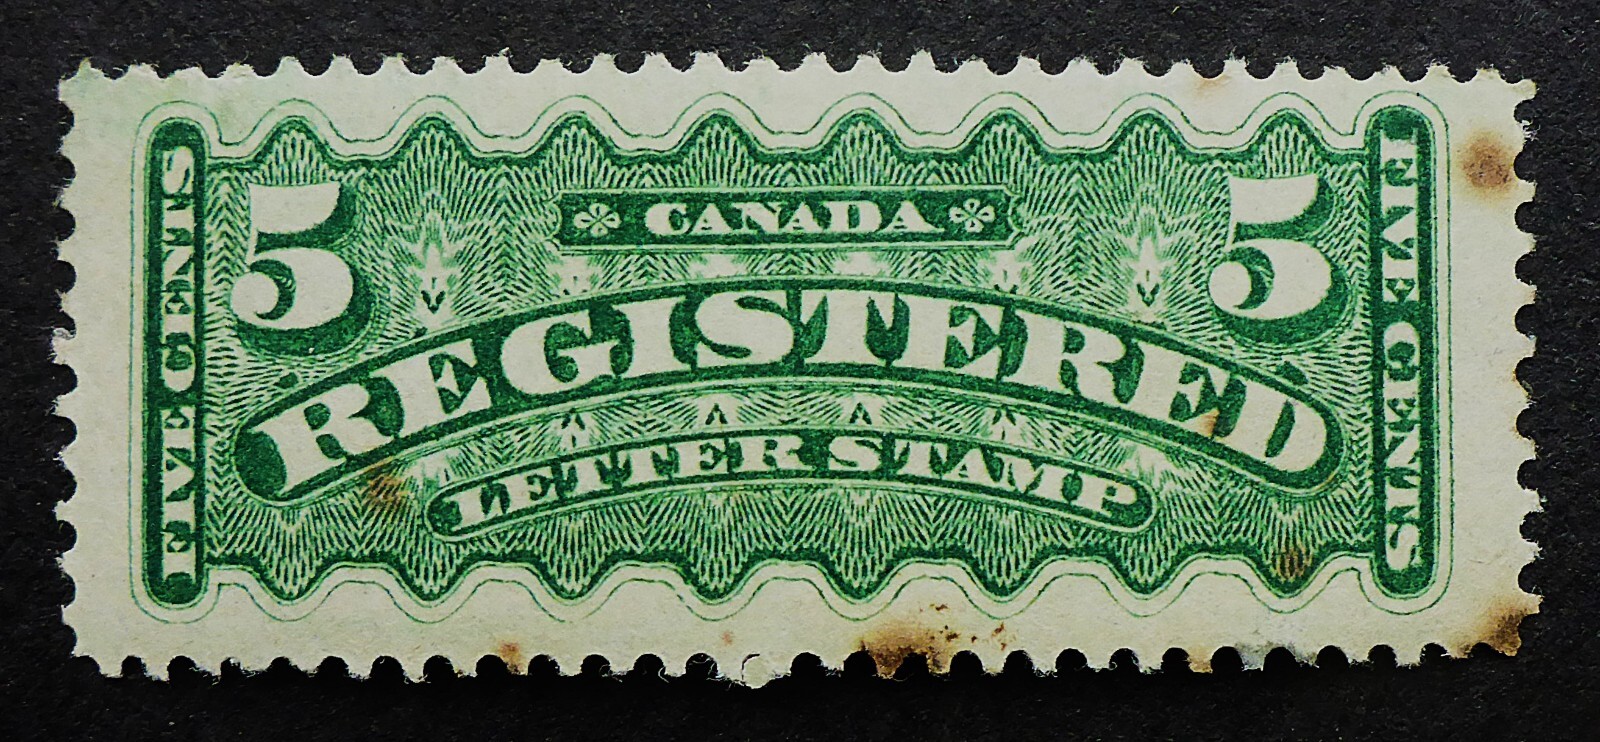 FIVE CENTS
5
CANADA
5
FIVE CENTS
REGISTERED
LETTER STAMP